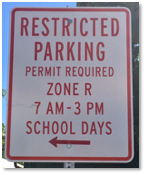 RESTRICTED
PARKING
PERMIT REQUIRED
ZONE R
7 AM-3 PM
SCHOOL DAYS